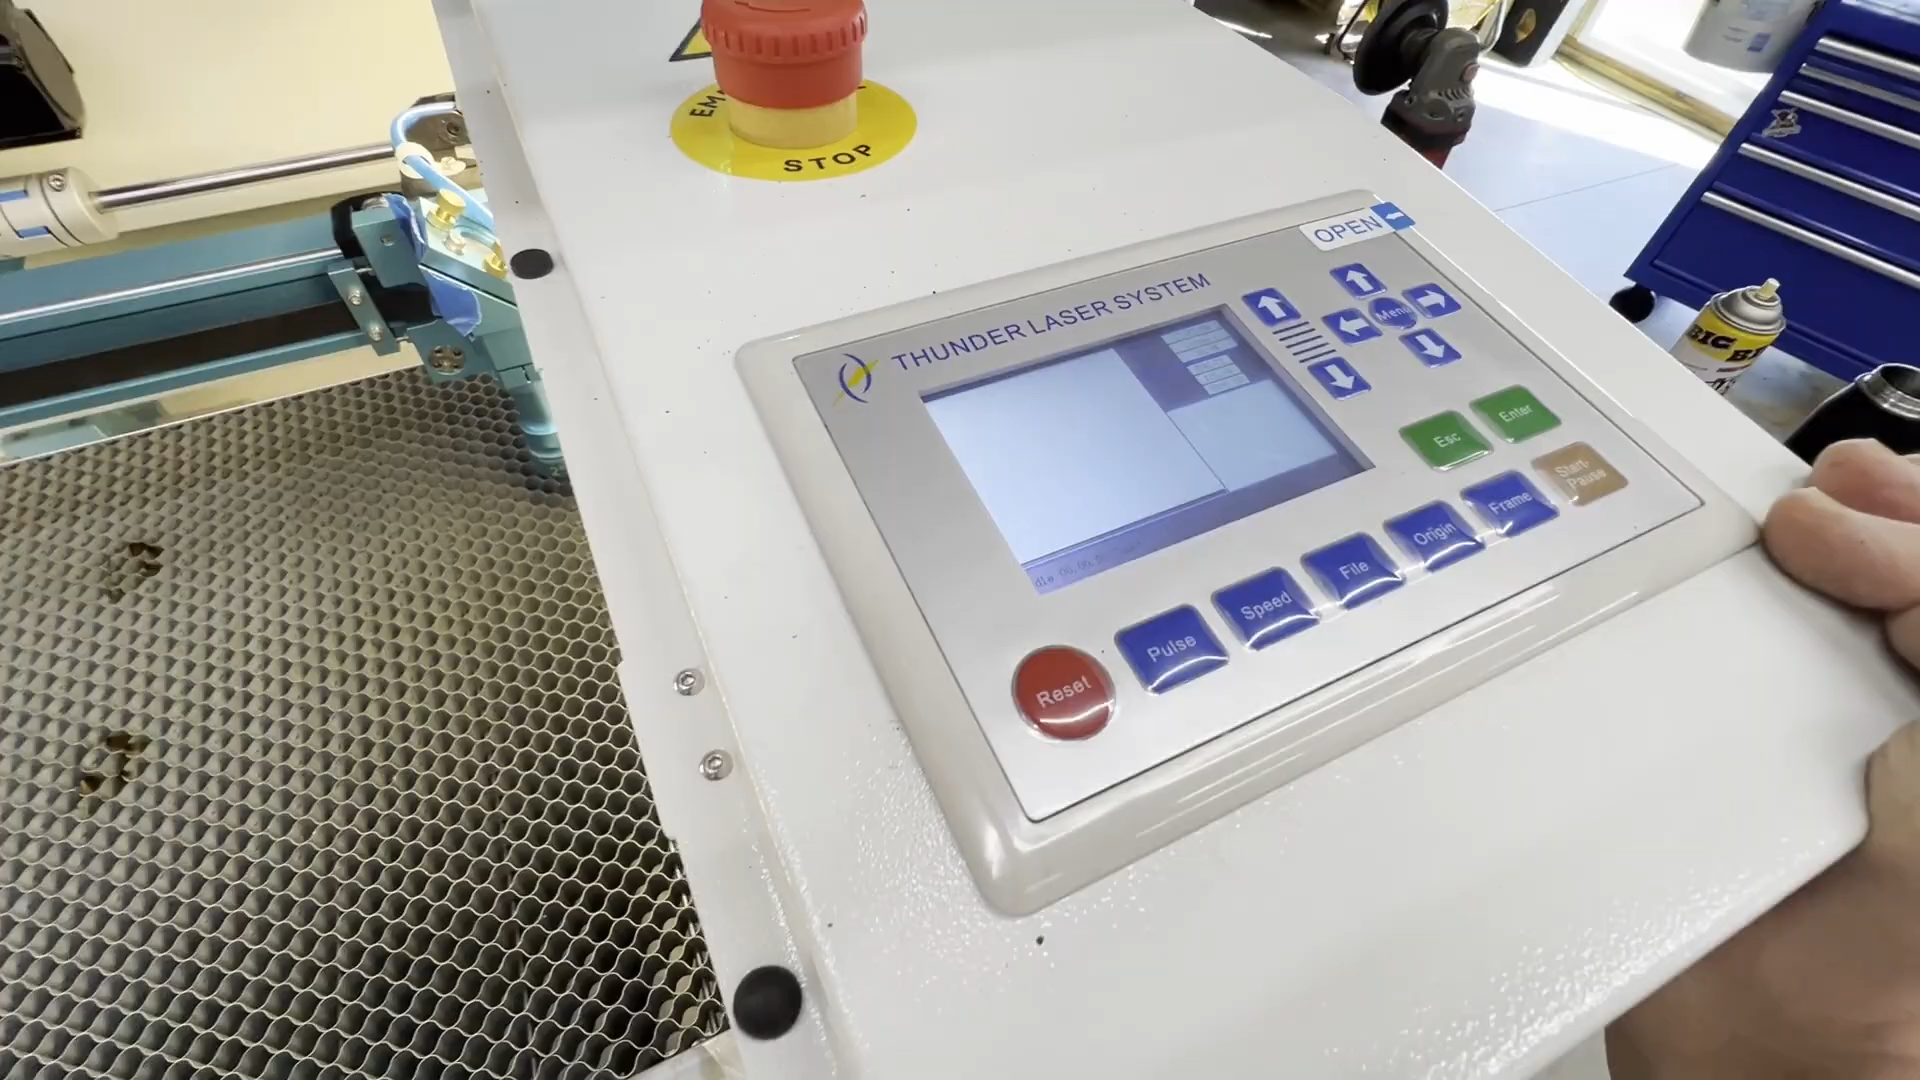 STOP
OPEN
THUNDER LASER SYSTEM
Menu
Esc
Enter
Start-
Pause
Frame
Origin
File
Speed
Pulse
Reset